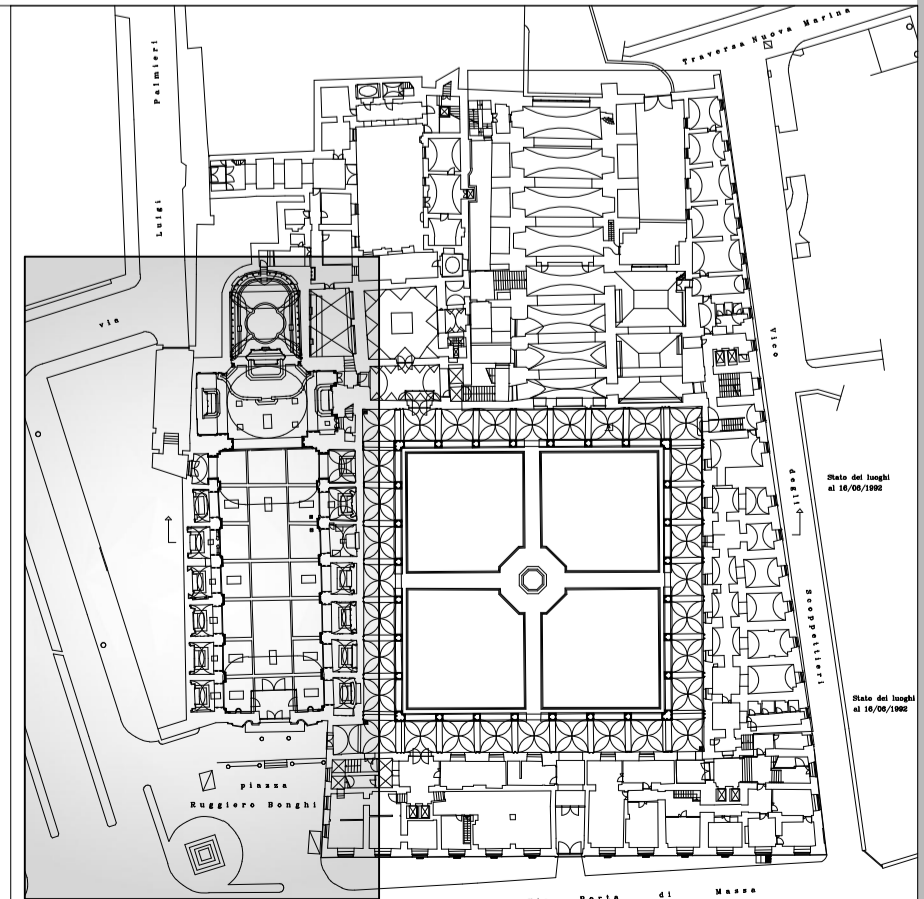 Traversa Nuova Marina
Luigi Palmieri
via
Vico
degli
Scoppettieri
Stato dei luoghi
al 16/06/1992
Stato dei luoghi
al 16/06/1992
piazza
Ruggiero Bonghi
Porta di Massa